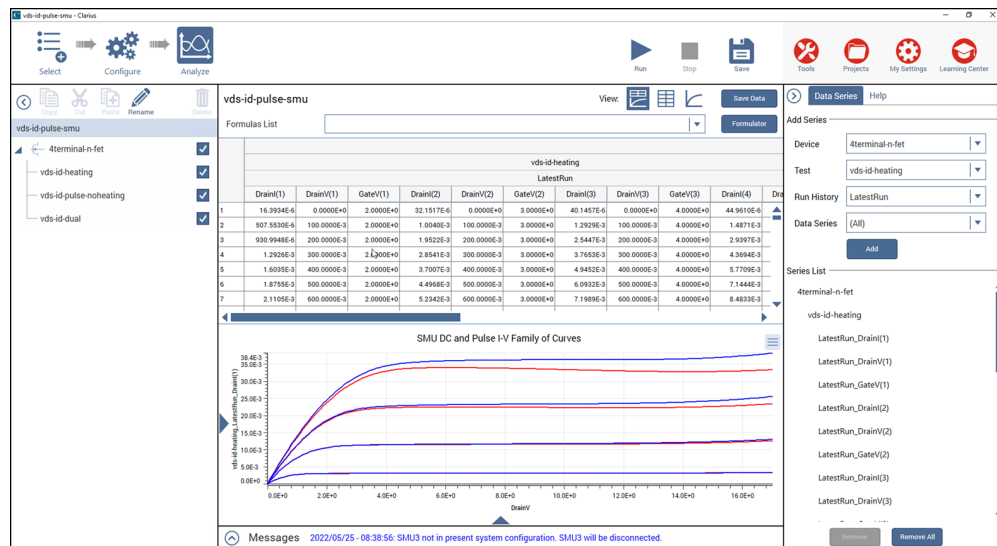 vds-id-pulse-smu - Clarius
Select
Configure
Analyze
Run
Stop
Save
Tools
Projects
My Settings
Learning Center
Copy
Cut
Paste
Rename
Delete
vds-id-pulse-smu
4terminal-n-fet
vds-id-heating
vds-id-pulse-noheating
vds-id-dual
vds-id-pulse-smu
View:
Save Data
Formulas List
Formulator
vds-id-heating
LatestRun
DrainI(1) DrainV(1) GateV(1) DrainI(2) DrainV(2) GateV(2) DrainI(3) DrainV(3) GateV(3) DrainI(4) Dra
1 16.3934E-6 0.0000E+0 2.0000E+0 32.1517E-6 0.0000E+0 3.0000E+0 40.1457E-6 0.0000E+0 4.0000E+0 44.9610E-6
2 507.5530E-6 100.0000E-3 2.0000E+0 1.0040E-3 100.0000E-3 3.0000E+0 1.2929E-3 100.0000E-3 4.0000E+0 1.4871E-3
3 930.9948E-6 200.0000E-3 2.0000E+0 1.9522E-3 200.0000E-3 3.0000E+0 2.5447E-3 200.0000E-3 4.0000E+0 2.9397E-3
4 1.2926E-3 300.0000E-3 2.0000E+0 2.8541E-3 300.0000E-3 3.0000E+0 3.7653E-3 300.0000E-3 4.0000E+0 4.3694E-3
5 1.6035E-3 400.0000E-3 2.0000E+0 3.7007E-3 400.0000E-3 3.0000E+0 4.9452E-3 400.0000E-3 4.0000E+0 5.7709E-3
6 1.8755E-3 500.0000E-3 2.0000E+0 4.4968E-3 500.0000E-3 3.0000E+0 6.0932E-3 500.0000E-3 4.0000E+0 7.1444E-3
7 2.1105E-3 600.0000E-3 2.0000E+0 5.2342E-3 600.0000E-3 3.0000E+0 7.1989E-3 600.0000E-3 4.0000E+0 8.4833E-3
SMU DC and Pulse I-V Family of Curves
vds-id-heating_LatestRun_DrainI(1)
38.4E-3
35.0E-3
30.0E-3
25.0E-3
20.0E-3
15.0E-3
10.0E-3
5.0E-3
0.0E+0
0.0E+0 2.0E+0 4.0E+0 6.0E+0 8.0E+0 10.0E+0 12.0E+0 14.0E+0 16.0E+0
DrainV
Messages 2022/05/25 - 08:38:56: SMU3 not in present system configuration. SMU3 will be disconnected.
Data Series
Help
Add Series
Device 4terminal-n-fet
Test vds-id-heating
Run History LatestRun
Data Series (All)
Add
Series List
4terminal-n-fet
vds-id-heating
LatestRun_DrainI(1)
LatestRun_DrainV(1)
LatestRun_GateV(1)
LatestRun_DrainI(2)
LatestRun_DrainV(2)
LatestRun_GateV(2)
LatestRun_DrainI(3)
LatestRun_DrainV(3)
Remove
Remove All